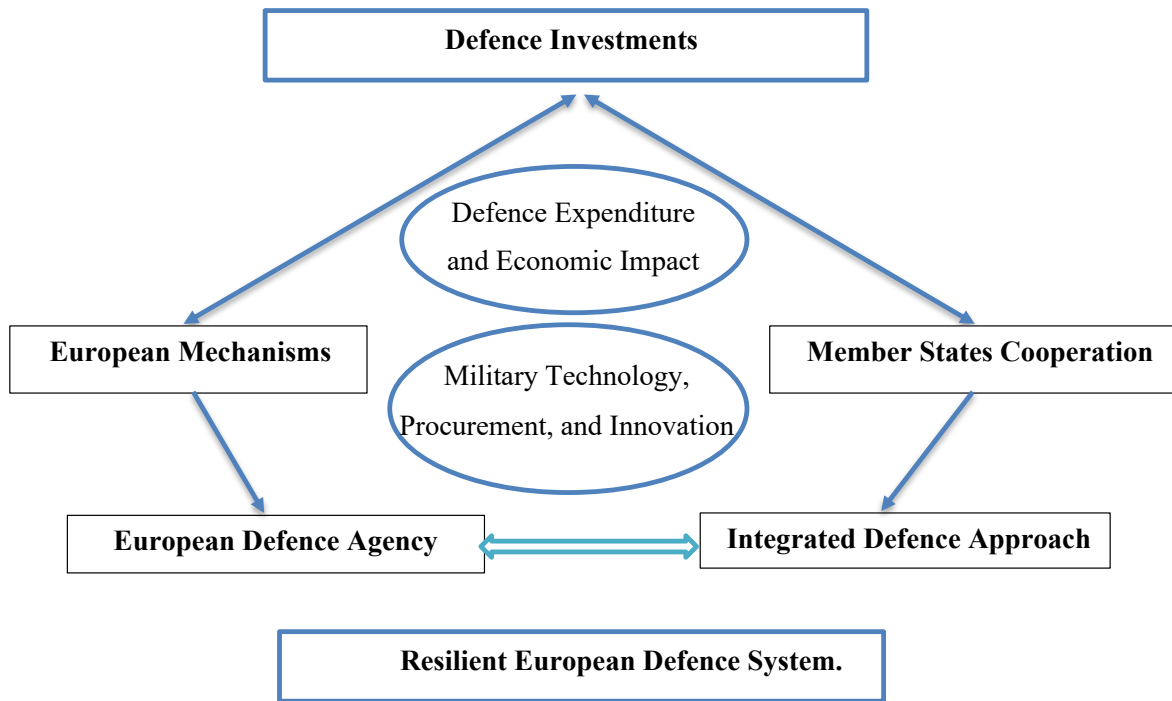 Defence Investments
Defence Expenditure
and Economic Impact
European Mechanisms
Member States Cooperation
Military Technology,
Procurement, and Innovation
European Defence Agency
Integrated Defence Approach
Resilient European Defence System.